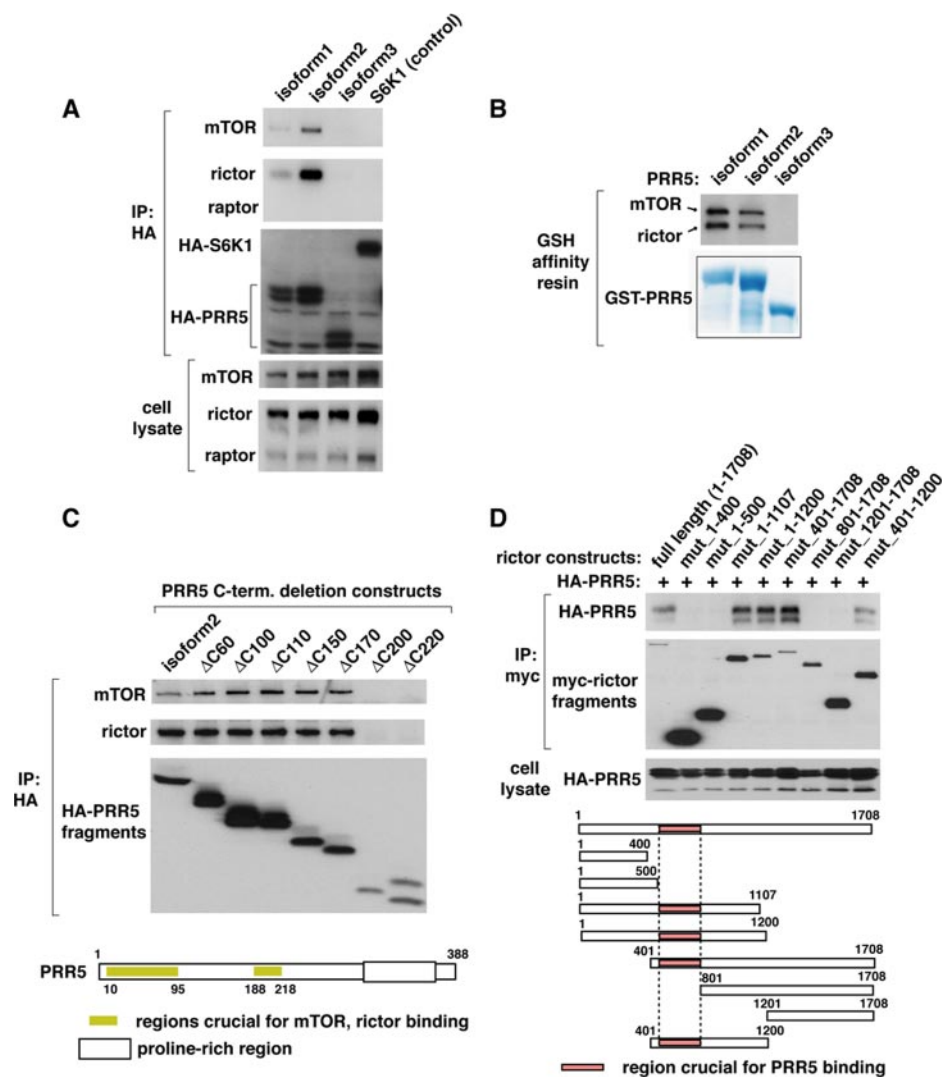 A
isoform1
isoform2
isoform3
S6K1 (control)
IP:
HA
mTOR
rictor
raptor
HA-S6K1
HA-PRR5
cell
lysate
mTOR
rictor
raptor
B
PRR5:
isoform1
isoform2
isoform3
GSH
affinity
resin
mTOR
rictor
GST-PRR5
C
PRR5 C-term. deletion constructs
isoform2
ΔC60
ΔC100
ΔC110
ΔC150
ΔC170
ΔC200
ΔC220
IP:
HA
mTOR
rictor
HA-PRR5
fragments
1
388
PRR5
10
95
188
218
regions crucial for mTOR, rictor binding
proline-rich region
D
rictor constructs:
full length (1-1708)
mut_1-400
mut_1-500
mut_1-1107
mut_1-1200
mut_401-1708
mut_801-1708
mut_1201-1708
mut_401-1200
HA-PRR5: + + + + + + + + +
IP:
myc
HA-PRR5
myc-rictor
fragments
cell
lysate
HA-PRR5
1 1708
1 400
1 500
1 1107
1 1200
401 1708
801 1708
1201 1708
401 1200
region crucial for PRR5 binding